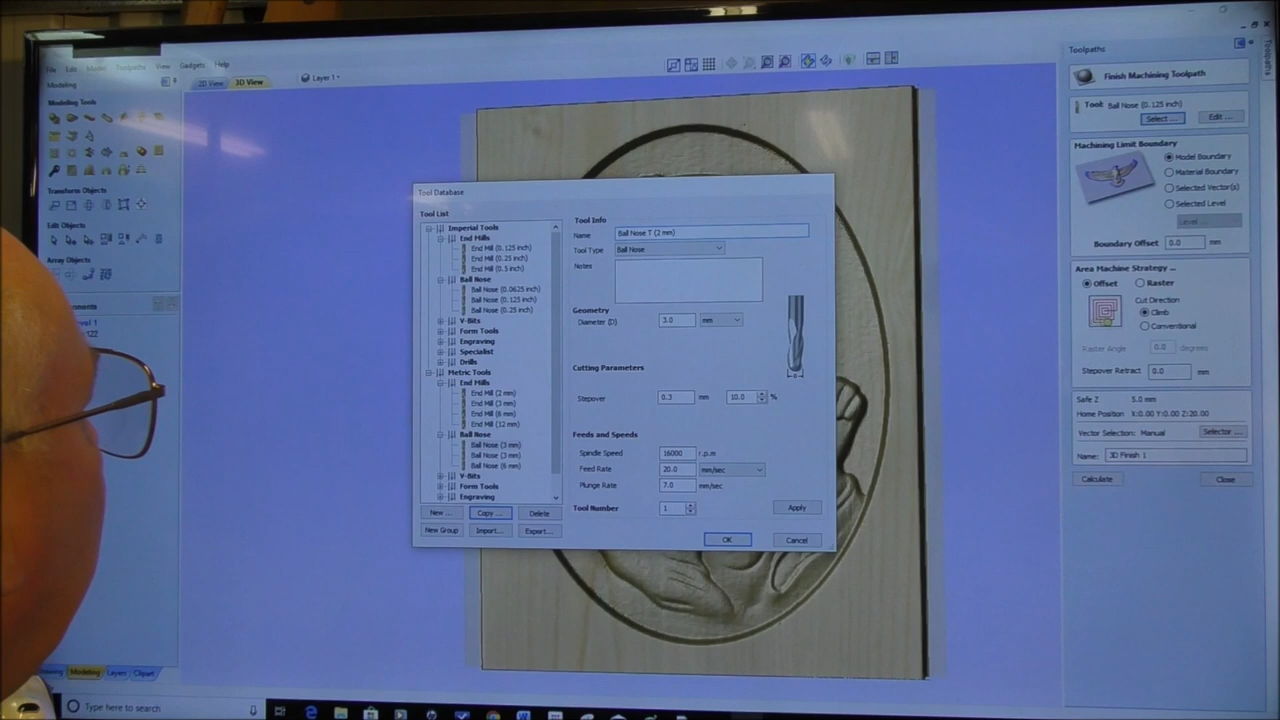 File Edit Model Toolpaths View Gadgets Help
Modeling
2D View 3D View
Layer 1
Modeling Tools
Transform Objects
Edit Objects
Array Objects
Modeling Layers Clipart
Type here to search
Tool Database
Tool List
Imperial Tools
End Mills
End Mill (0.125 inch)
End Mill (0.25 inch)
End Mill (0.5 inch)
Ball Nose
Ball Nose (0.0625 inch)
Ball Nose (0.125 inch)
Ball Nose (0.25 inch)
V-Bits
Form Tools
Engraving
Specialist
Drills
Metric Tools
End Mills
End Mill (2 mm)
End Mill (3 mm)
End Mill (6 mm)
End Mill (12 mm)
Ball Nose
Ball Nose (3 mm)
Ball Nose (3 mm)
Ball Nose (6 mm)
V-Bits
Form Tools
Engraving
New ... Copy ... Delete
New Group Import... Export...
Tool Info
Name Ball Nose T (2 mm)
Tool Type Ball Nose
Notes
Geometry
Diameter (D) 3.0 mm
Cutting Parameters
Stepover 0.3 mm 10.0 %
Feeds and Speeds
Spindle Speed 16000 r.p.m
Feed Rate 20.0 mm/sec
Plunge Rate 7.0 mm/sec
Tool Number 1
Apply
OK Cancel
Toolpaths
Toolpaths
Finish Machining Toolpath
Tool: Ball Nose (0.125 inch)
Select ... Edit ...
Machining Limit Boundary
Model Boundary
Material Boundary
Selected Vector(s)
Selected Level
Level ...
Boundary Offset 0.0 mm
Area Machine Strategy ...
Offset Raster
Cut Direction
Climb
Conventional
Raster Angle 0.0 degrees
Stepover Retract 0.0 mm
Safe Z 5.0 mm
Home Position X:0.00 Y:0.00 Z:20.00
Vector Selection: Manual Selector ...
Name: 3D Finish 1
Calculate Close